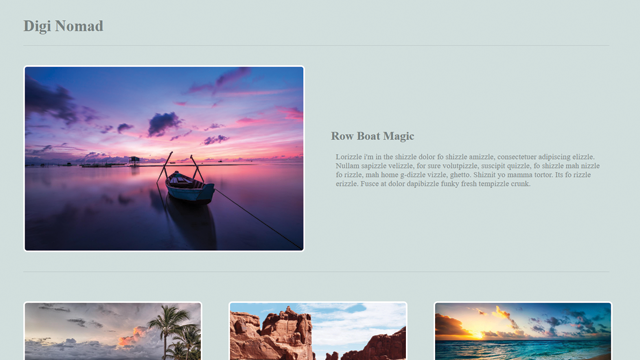 Digi Nomad
Row Boat Magic
Lorizzle i'm in the shizzle dolor fo shizzle amizzle, consectetuer adipiscing elizzle.
Nullam sapizzle velizzle, for sure volutpizzle, suscipit quizzle, fo shizzle mah nizzle
fo rizzle, mah home g-dizzle vizzle, ghetto. Shiznit yo mamma tortor. Its fo rizzle
erizzle. Fusce at dolor dapibizzle funky fresh tempizzle crunk.